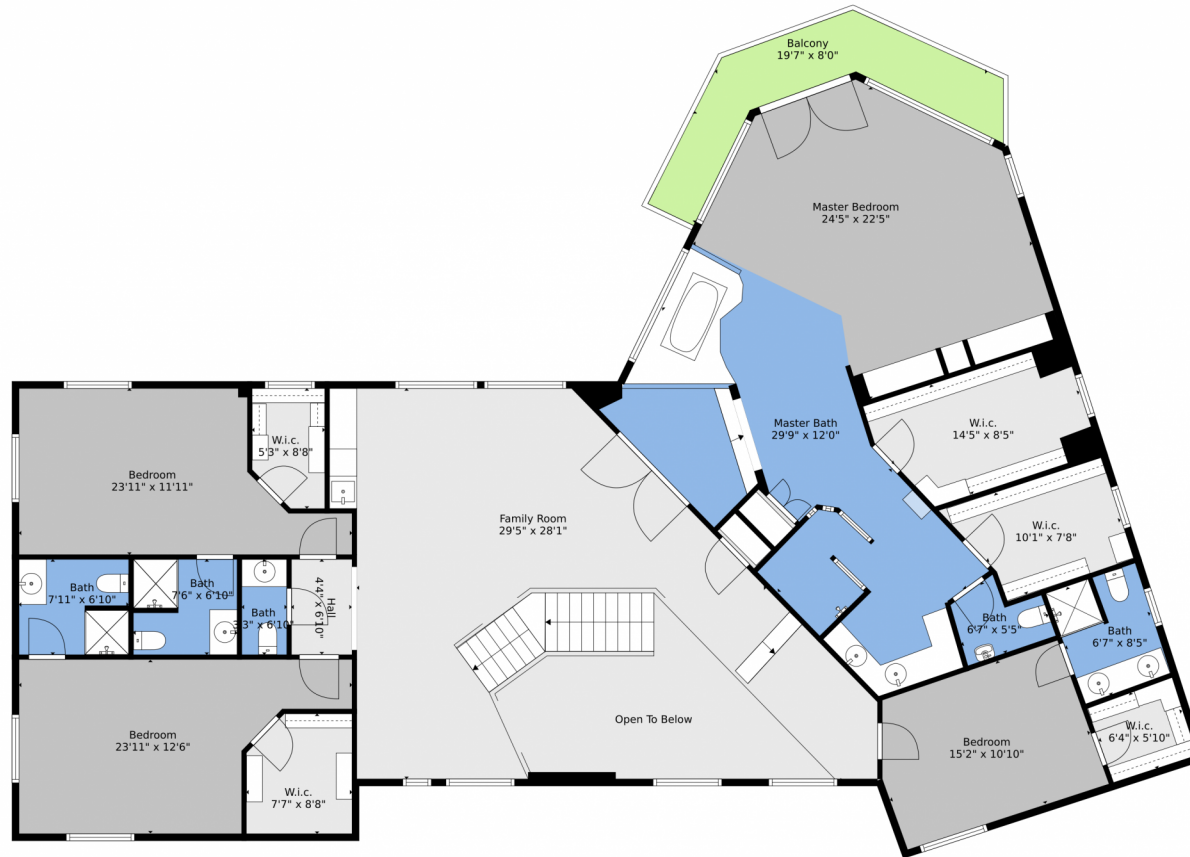 Balcony
19'7" x 8'0"
Master Bedroom
24'5" x 22'5"
W.i.c.
14'5" x 8'5"
Master Bath
29'9" x 12'0"
W.i.c.
5'3" x 8'8"
Bedroom
23'11" x 11'11"
Family Room
29'5" x 28'1"
W.i.c.
10'1" x 7'8"
Bath
7'11" x 6'10"
Bath
7'6" x 6'10"
Bath
3'3" x 6'10"
Hall
4'4" x 6'10"
Bath
6'7" x 5'5"
Bath
6'7" x 8'5"
Open To Below
Bedroom
23'11" x 12'6"
W.i.c.
6'4" x 5'10"
Bedroom
15'2" x 10'10"
W.i.c.
7'7" x 8'8"